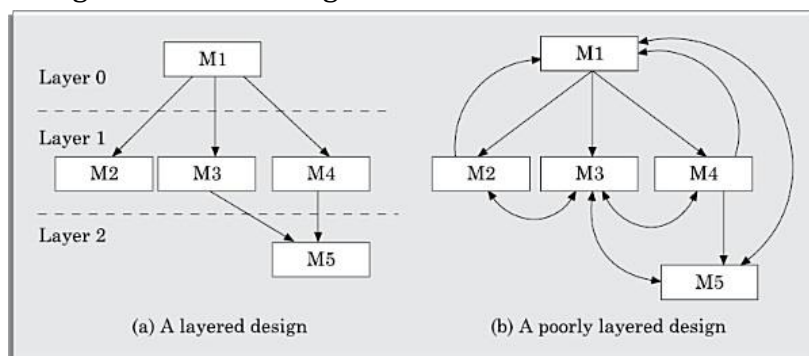 M1
Layer 0
Layer 1
M2 M3 M4
Layer 2
M5
(a) A layered design
M1
M2 M3 M4
M5
(b) A poorly layered design